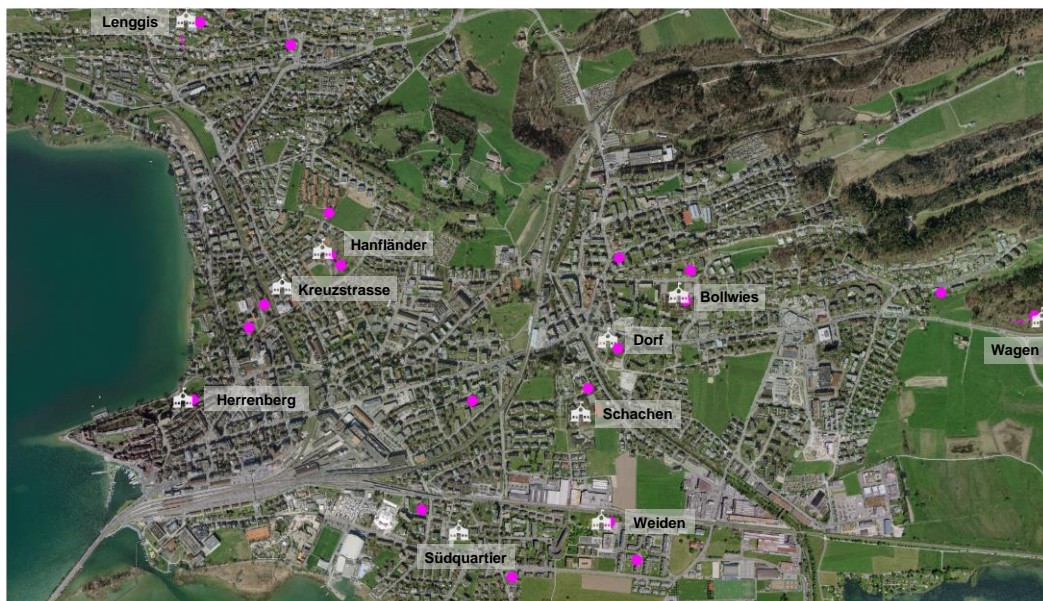 Lenggis
Hanfländer
Kreuzstrasse
Bollwies
Dorf
Wagen
Herrenberg
Schachen
Weiden
Südquartier